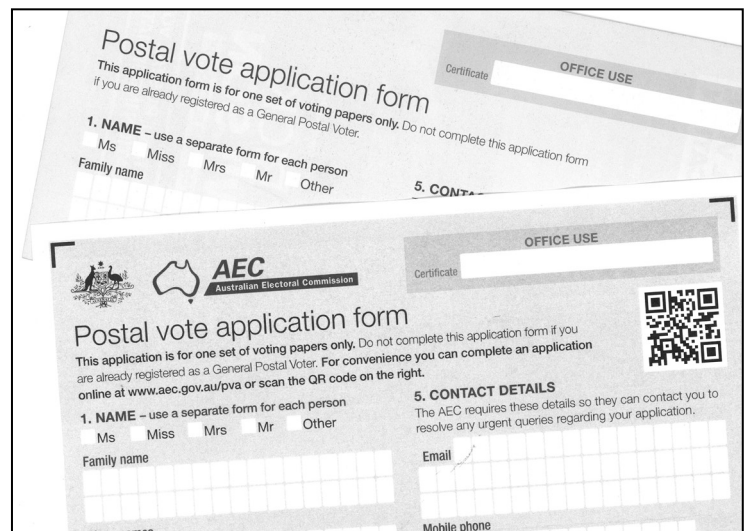 Postal vote application form
This application form is for one set of voting papers only. Do not complete this application form
if you are already registered as a General Postal Voter.
OFFICE USE
Certificate
1. NAME – use a separate form for each person
Ms Miss Mrs Mr Other
Family name
5.
AEC
Australian Electoral Commission
OFFICE USE
Certificate
Postal vote application form
This application is for one set of voting papers only. Do not complete this application form if you
are already registered as a General Postal Voter. For convenience you can complete an application
online at www.aec.gov.au/pva or scan the QR code on the right.
1. NAME – use a separate form for each person
Ms Miss Mrs Mr Other
Family name
5. CONTACT DETAILS
The AEC requires these details so they can contact you to
resolve any urgent queries regarding your application.
Email
Mobile phone